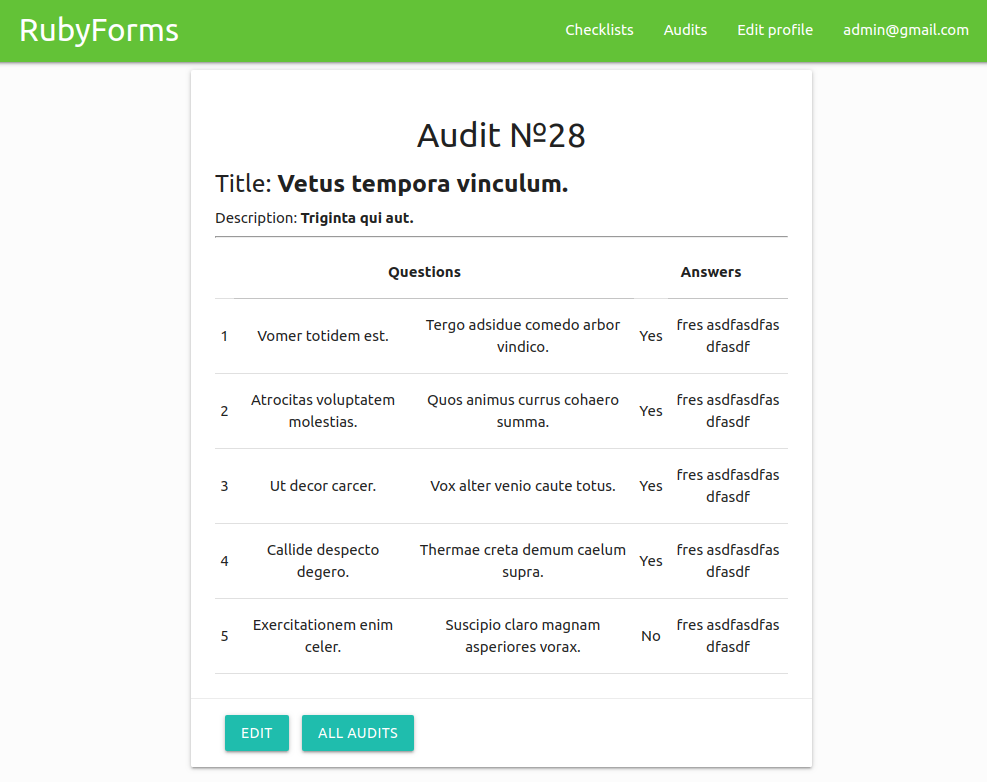 RubyForms Checklists Audits Edit profile admin@gmail.com
Audit №28
Title: Vetus tempora vinculum.
Description: Triginta qui aut.
Questions Answers
1 Vomer totidem est. Tergo adsidue comedo arbor vindico. Yes fres asdfasdfas dfasdf
2 Atrocitas voluptatem molestias. Quos animus currus cohaero summa. Yes fres asdfasdfas dfasdf
3 Ut decor carcer. Vox alter venio caute totus. Yes fres asdfasdfas dfasdf
4 Callide despecto degero. Thermae creta demum caelum supra. Yes fres asdfasdfas dfasdf
5 Exercitationem enim celer. Suscipio claro magnam asperiores vorax. No fres asdfasdfas dfasdf
EDIT ALL AUDITS